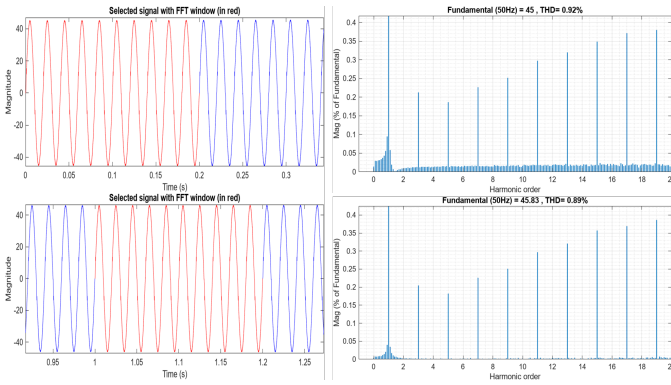 Selected signal with FFT window (in red)
Magnitude
40
20
0
-20
-40
0 0.05 0.1 0.15 0.2 0.25 0.3
Time (s)
Fundamental (50Hz) = 45 , THD= 0.92%
Mag (% of Fundamental)
0.4
0.35
0.3
0.25
0.2
0.15
0.1
0.05
0
0 2 4 6 8 10 12 14 16 18 20
Harmonic order
Selected signal with FFT window (in red)
Magnitude
40
20
0
-20
-40
0.95 1 1.05 1.1 1.15 1.2 1.25
Time (s)
Fundamental (50Hz) = 45.83 , THD= 0.89%
Mag (% of Fundamental)
0.4
0.35
0.3
0.25
0.2
0.15
0.1
0.05
0
0 2 4 6 8 10 12 14 16 18
Harmonic order